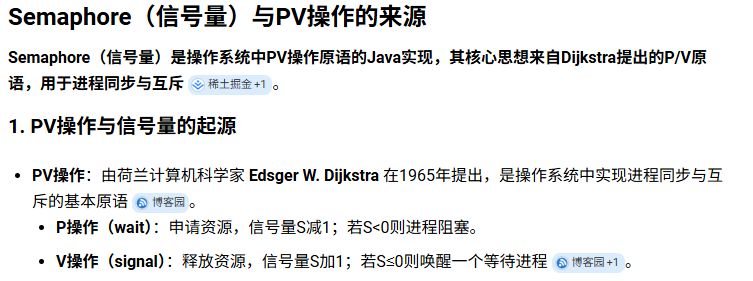 Semaphore（信号量）与PV操作的来源
Semaphore（信号量）是操作系统中PV操作原语的Java实现，其核心思想来自Dijkstra提出的P/V原
语，用于进程同步与互斥 稀土掘金 +1 。
1. PV操作与信号量的起源
• PV操作：由荷兰计算机科学家 Edsger W. Dijkstra 在1965年提出，是操作系统中实现进程同步与互
斥的基本原语 博客园 。
• P操作（wait）：申请资源，信号量S减1；若S<0则进程阻塞。
• V操作（signal）：释放资源，信号量S加1；若S≤0则唤醒一个等待进程 博客园 +1 。